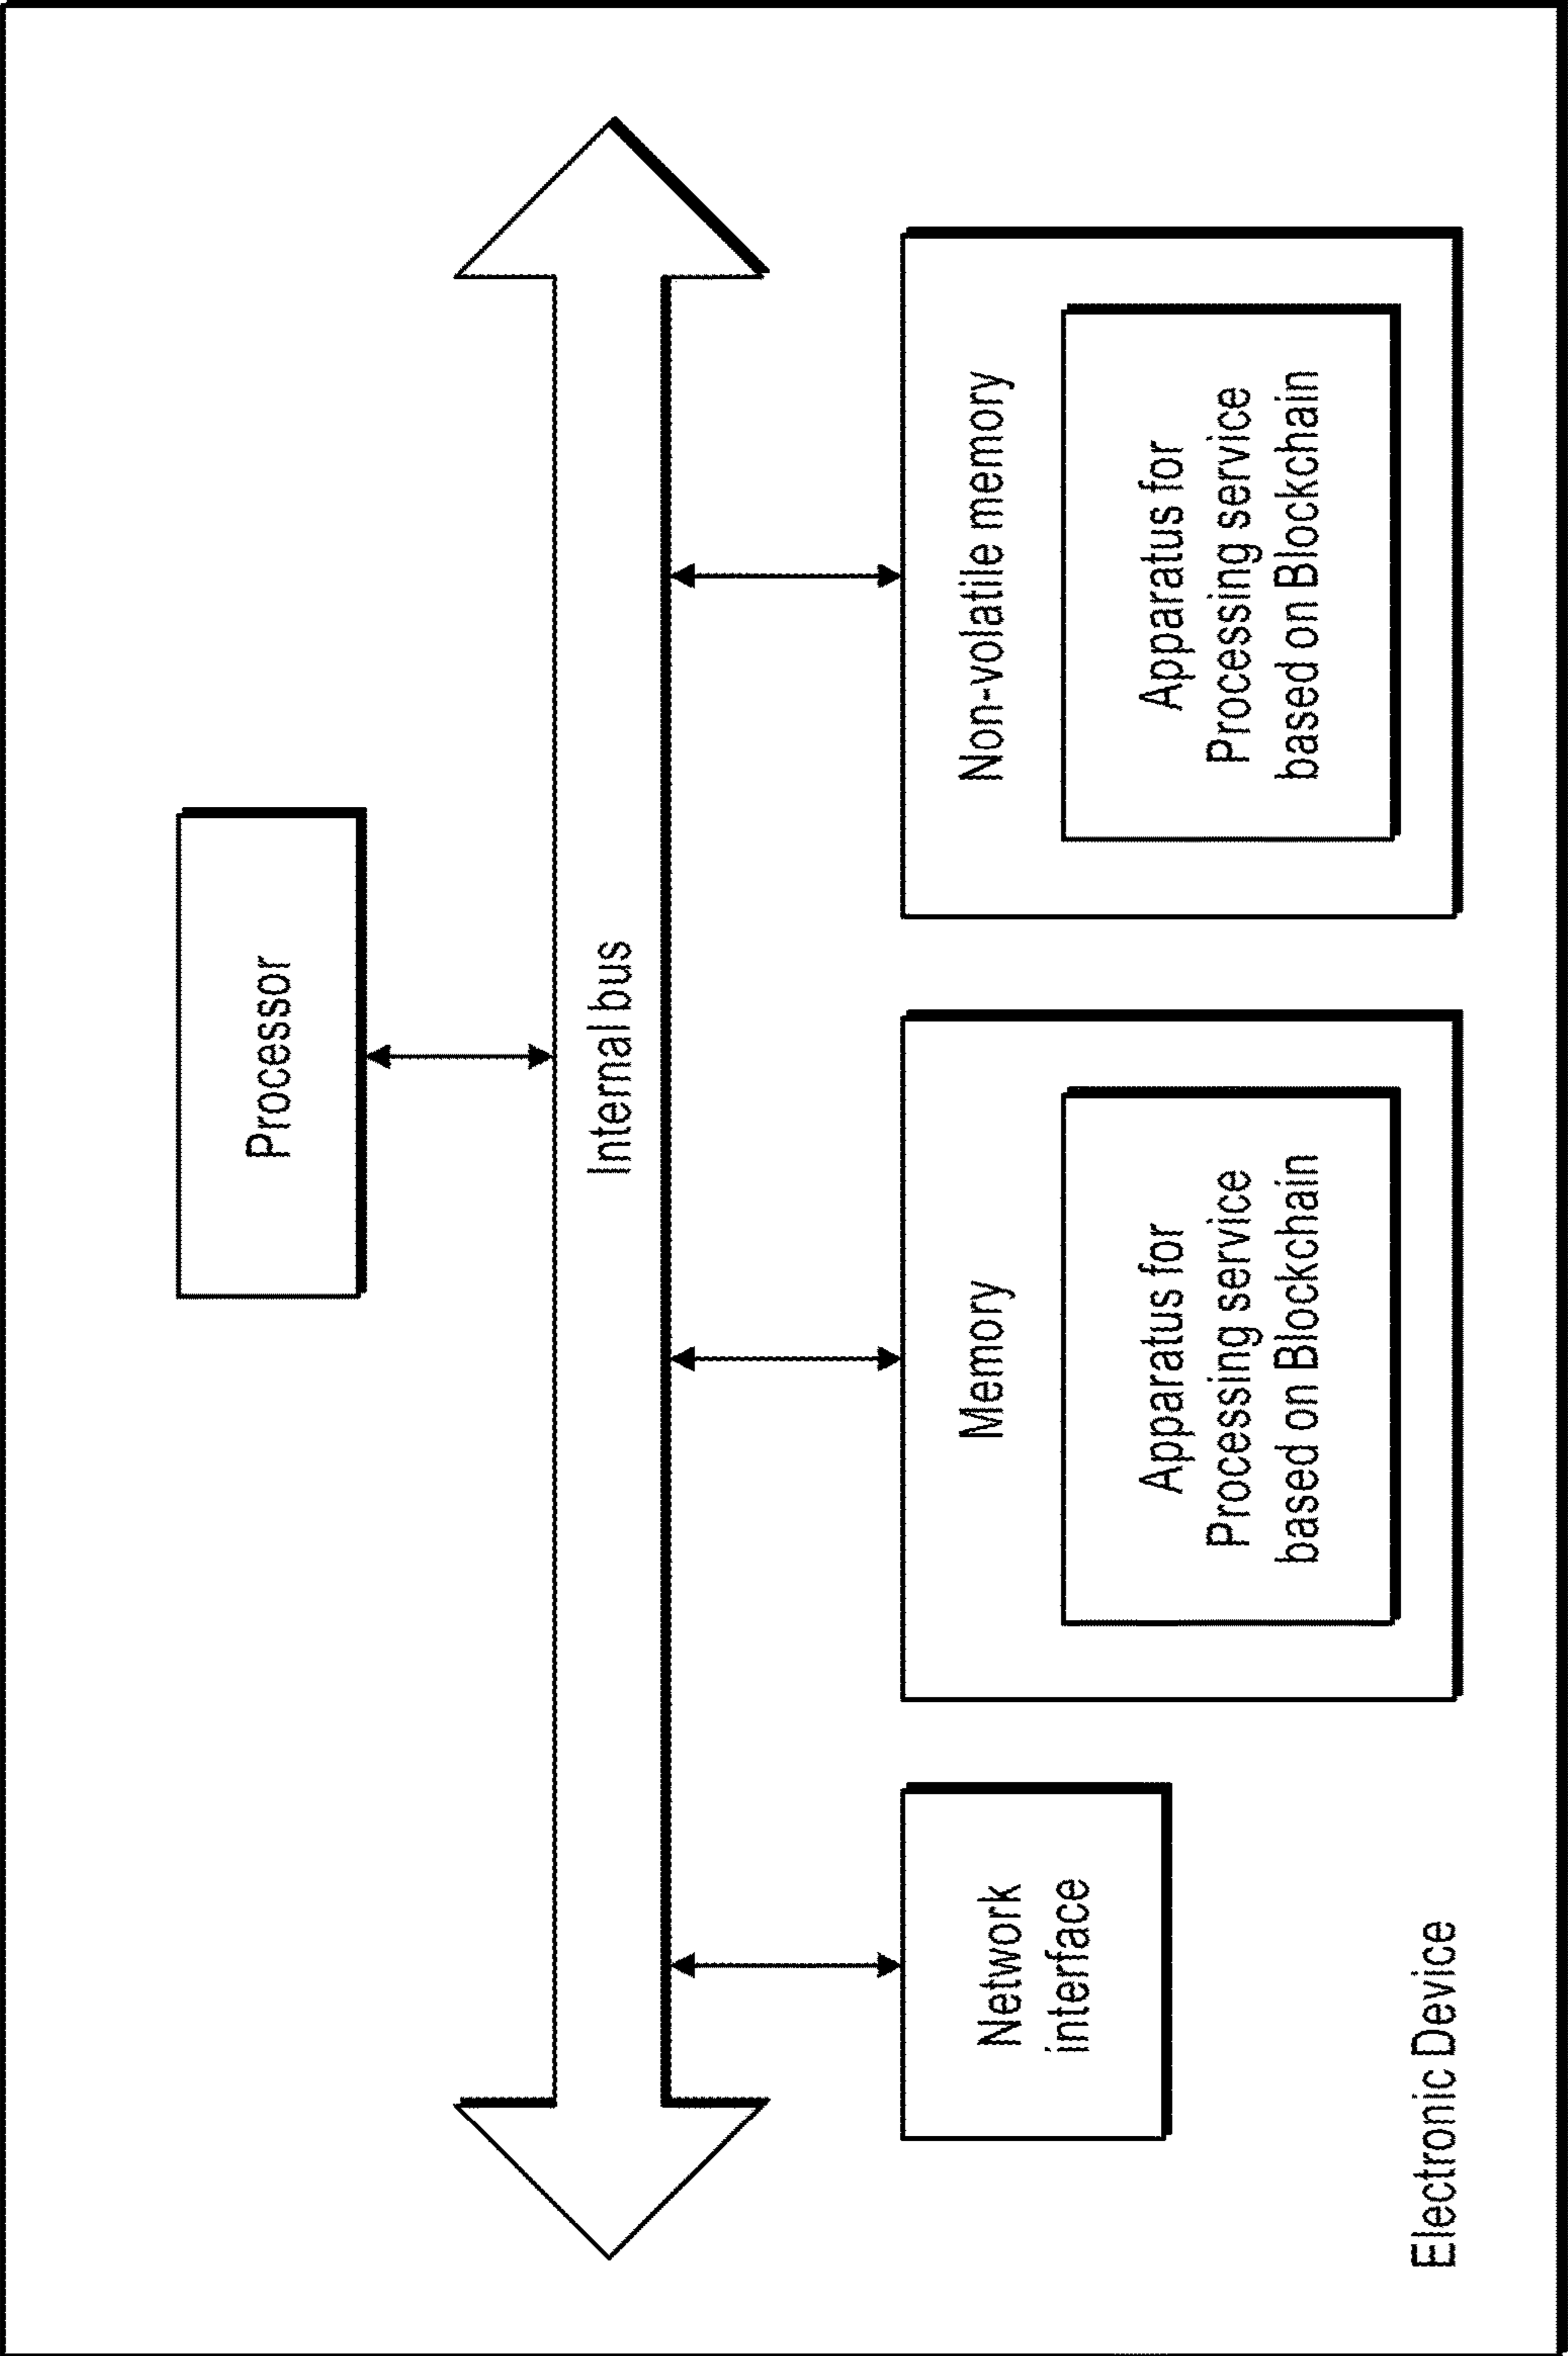 Processor
Internal bus
Network
interface
Memory
Apparatus for
Processing service
based on Blockchain
Non-volatile memory
Apparatus for
Processing service
based on Blockchain
Electronic Device